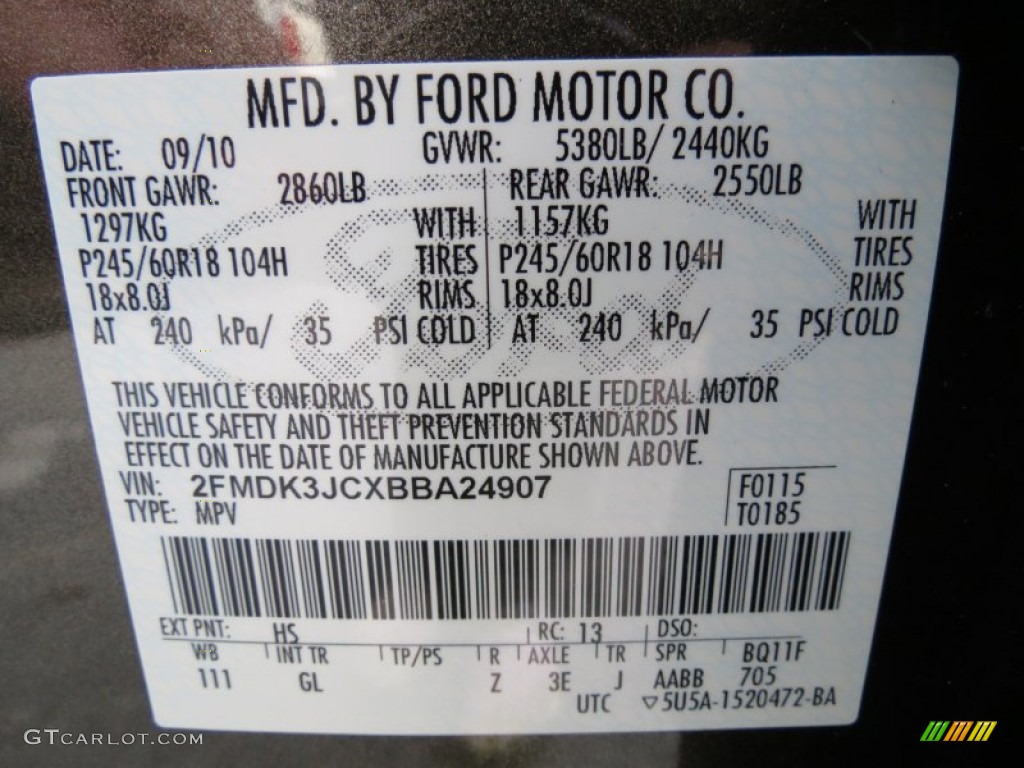 MFD. BY FORD MOTOR CO.
DATE: 09/10 GVWR: 5380LB/ 2440KG
FRONT GAWR: 2860LB REAR GAWR: 2550LB
1297KG WITH 1157KG WITH
P245/60R18 104H TIRES P245/60R18 104H TIRES
18x8.0J RIMS 18x8.0J RIMS
AT 240 kPa/ 35 PSI COLD AT 240 kPa/ 35 PSI COLD
THIS VEHICLE CONFORMS TO ALL APPLICABLE FEDERAL MOTOR
VEHICLE SAFETY AND THEFT PREVENTION STANDARDS IN
EFFECT ON THE DATE OF MANUFACTURE SHOWN ABOVE.
VIN: 2FMDK3JCXBBA24907 F0115
TYPE: MPV T0185
EXT PNT: HS RC: 13 DSO:
WB INT TR TP/PS R AXLE TR SPR BQ11F
111 GL Z 3E J AABB 705
UTC ▽5U5A-1520472-BA
Ford
GTCARLOT.COM